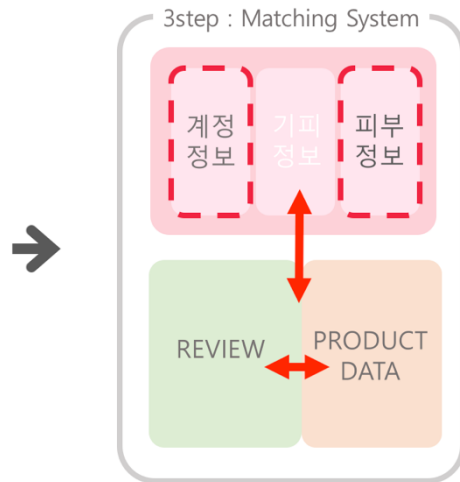 3step : Matching System
계정 기피 피부
정보 정보 정보
REVIEW PRODUCT
DATA